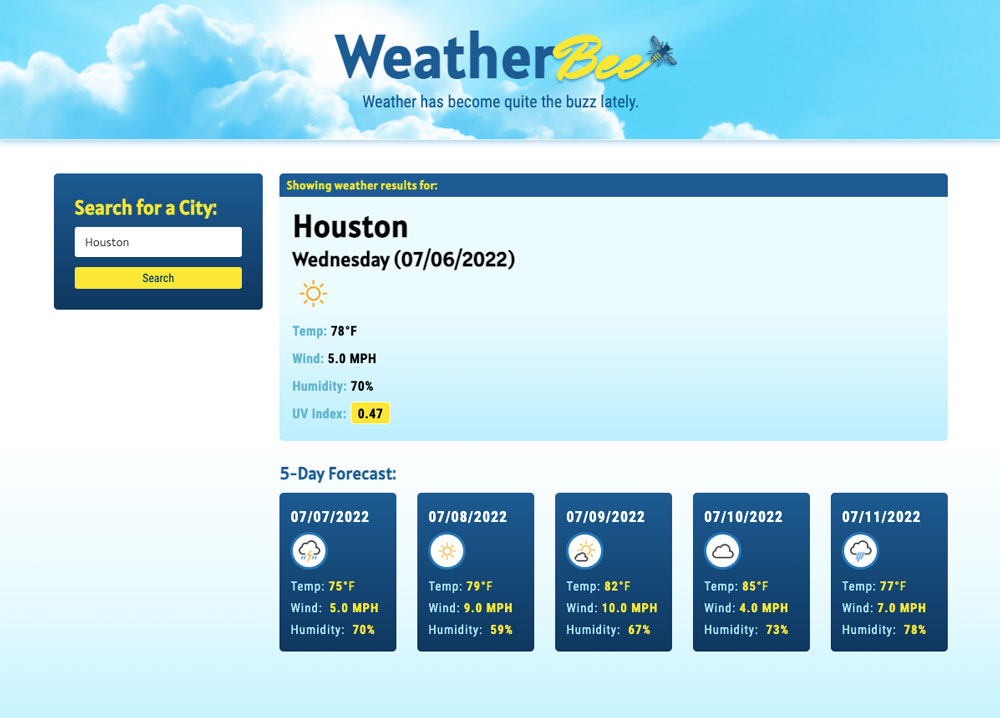 WeatherBee
Weather has become quite the buzz lately.
Search for a City:
Houston
Search
Showing weather results for:
Houston
Wednesday (07/06/2022)
Temp: 78°F
Wind: 5.0 MPH
Humidity: 70%
UV Index: 0.47
5-Day Forecast:
07/07/2022
Temp: 75°F
Wind: 5.0 MPH
Humidity: 70%
07/08/2022
Temp: 79°F
Wind: 9.0 MPH
Humidity: 59%
07/09/2022
Temp: 82°F
Wind: 10.0 MPH
Humidity: 67%
07/10/2022
Temp: 85°F
Wind: 4.0 MPH
Humidity: 73%
07/11/2022
Temp: 77°F
Wind: 7.0 MPH
Humidity: 78%